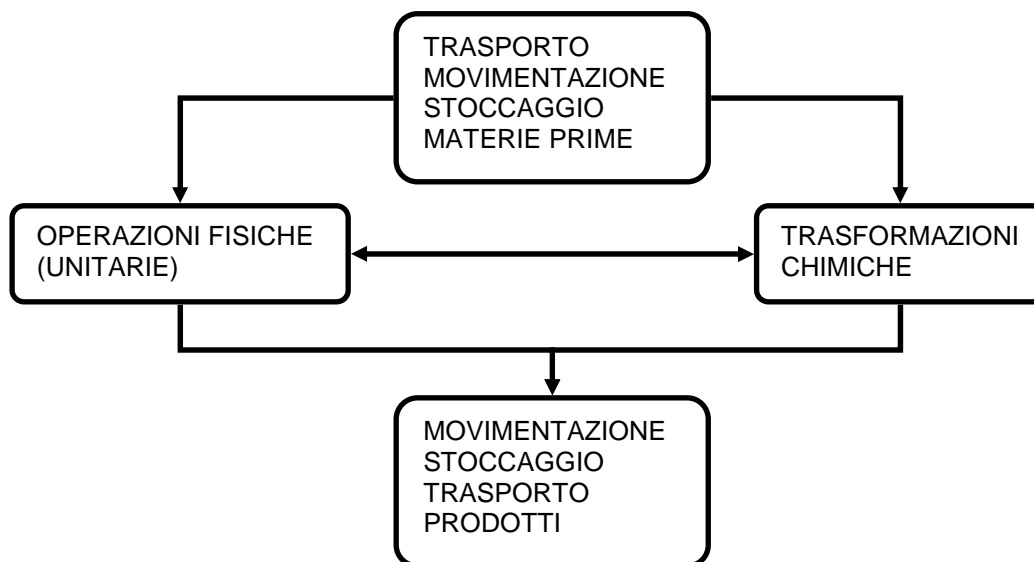 TRASPORTO
MOVIMENTAZIONE
STOCCAGGIO
MATERIE PRIME
OPERAZIONI FISICHE
(UNITARIE)
TRASFORMAZIONI
CHIMICHE
MOVIMENTAZIONE
STOCCAGGIO
TRASPORTO
PRODOTTI